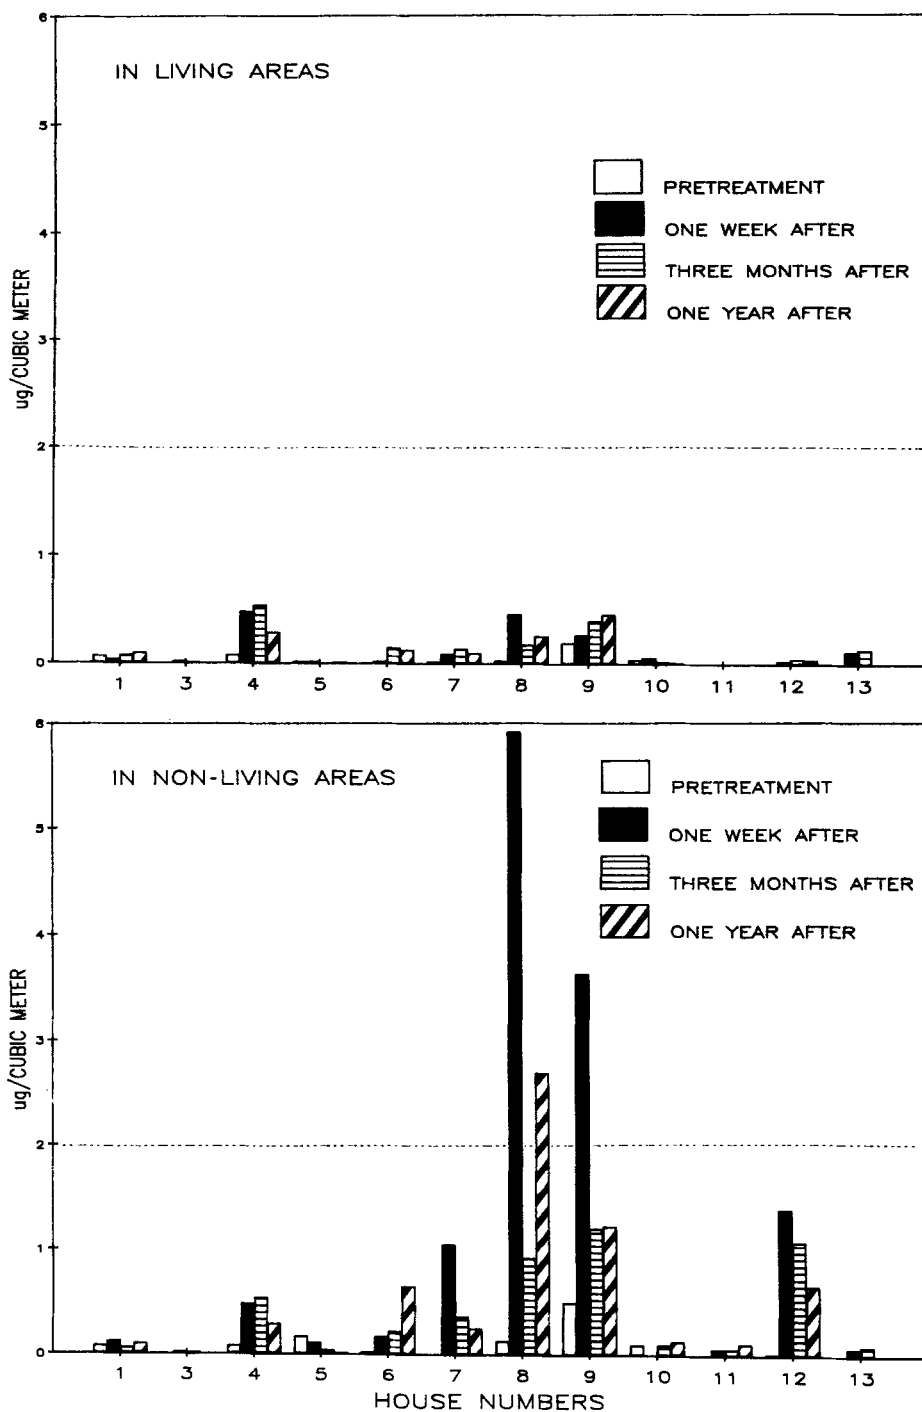 6
IN LIVING AREAS
5
PRETREATMENT
4
ONE WEEK AFTER
THREE MONTHS AFTER
ONE YEAR AFTER
3
ug/CUBIC METER
2
1
0
1 3 4 5 6 7 8 9 10 11 12 13
6
IN NON-LIVING AREAS
PRETREATMENT
5
ONE WEEK AFTER
THREE MONTHS AFTER
4
ONE YEAR AFTER
3
ug/CUBIC METER
2
1
0
1 3 4 5 6 7 8 9 10 11 12 13
HOUSE NUMBERS